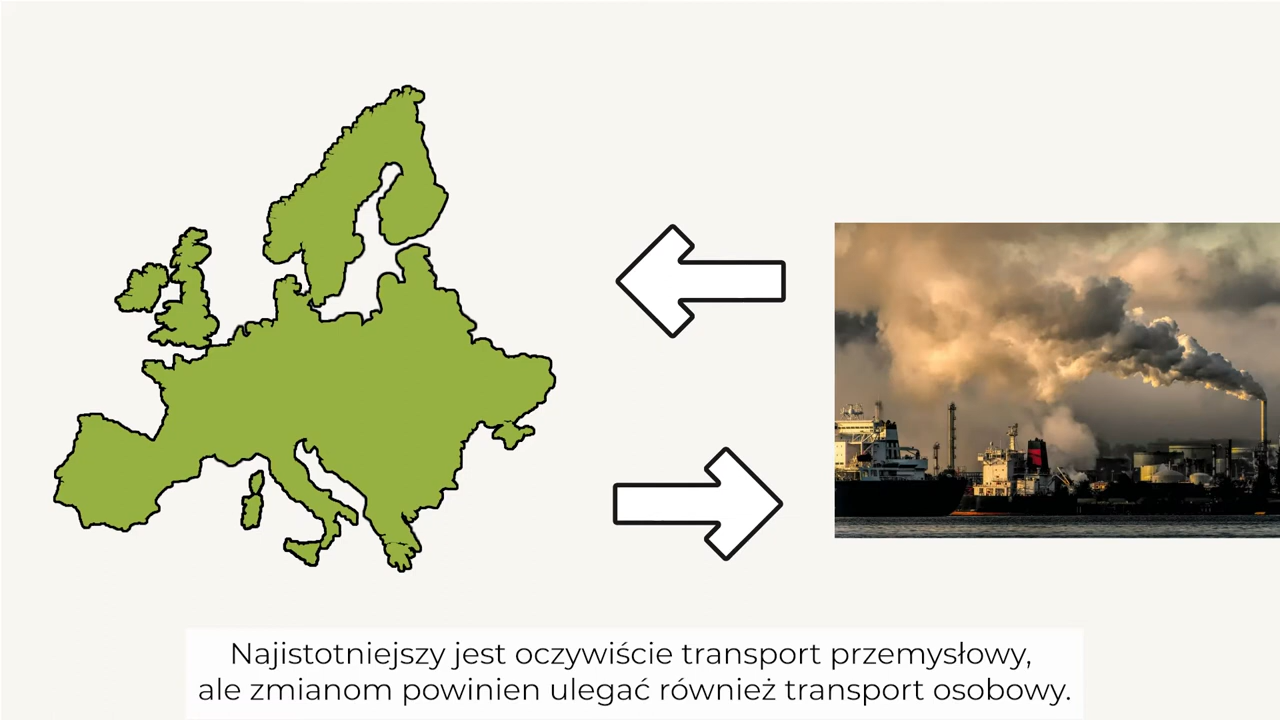 Najistotniejszy jest oczywiście transport przemysłowy,
ale zmianom powinien ulegać również transport osobowy.